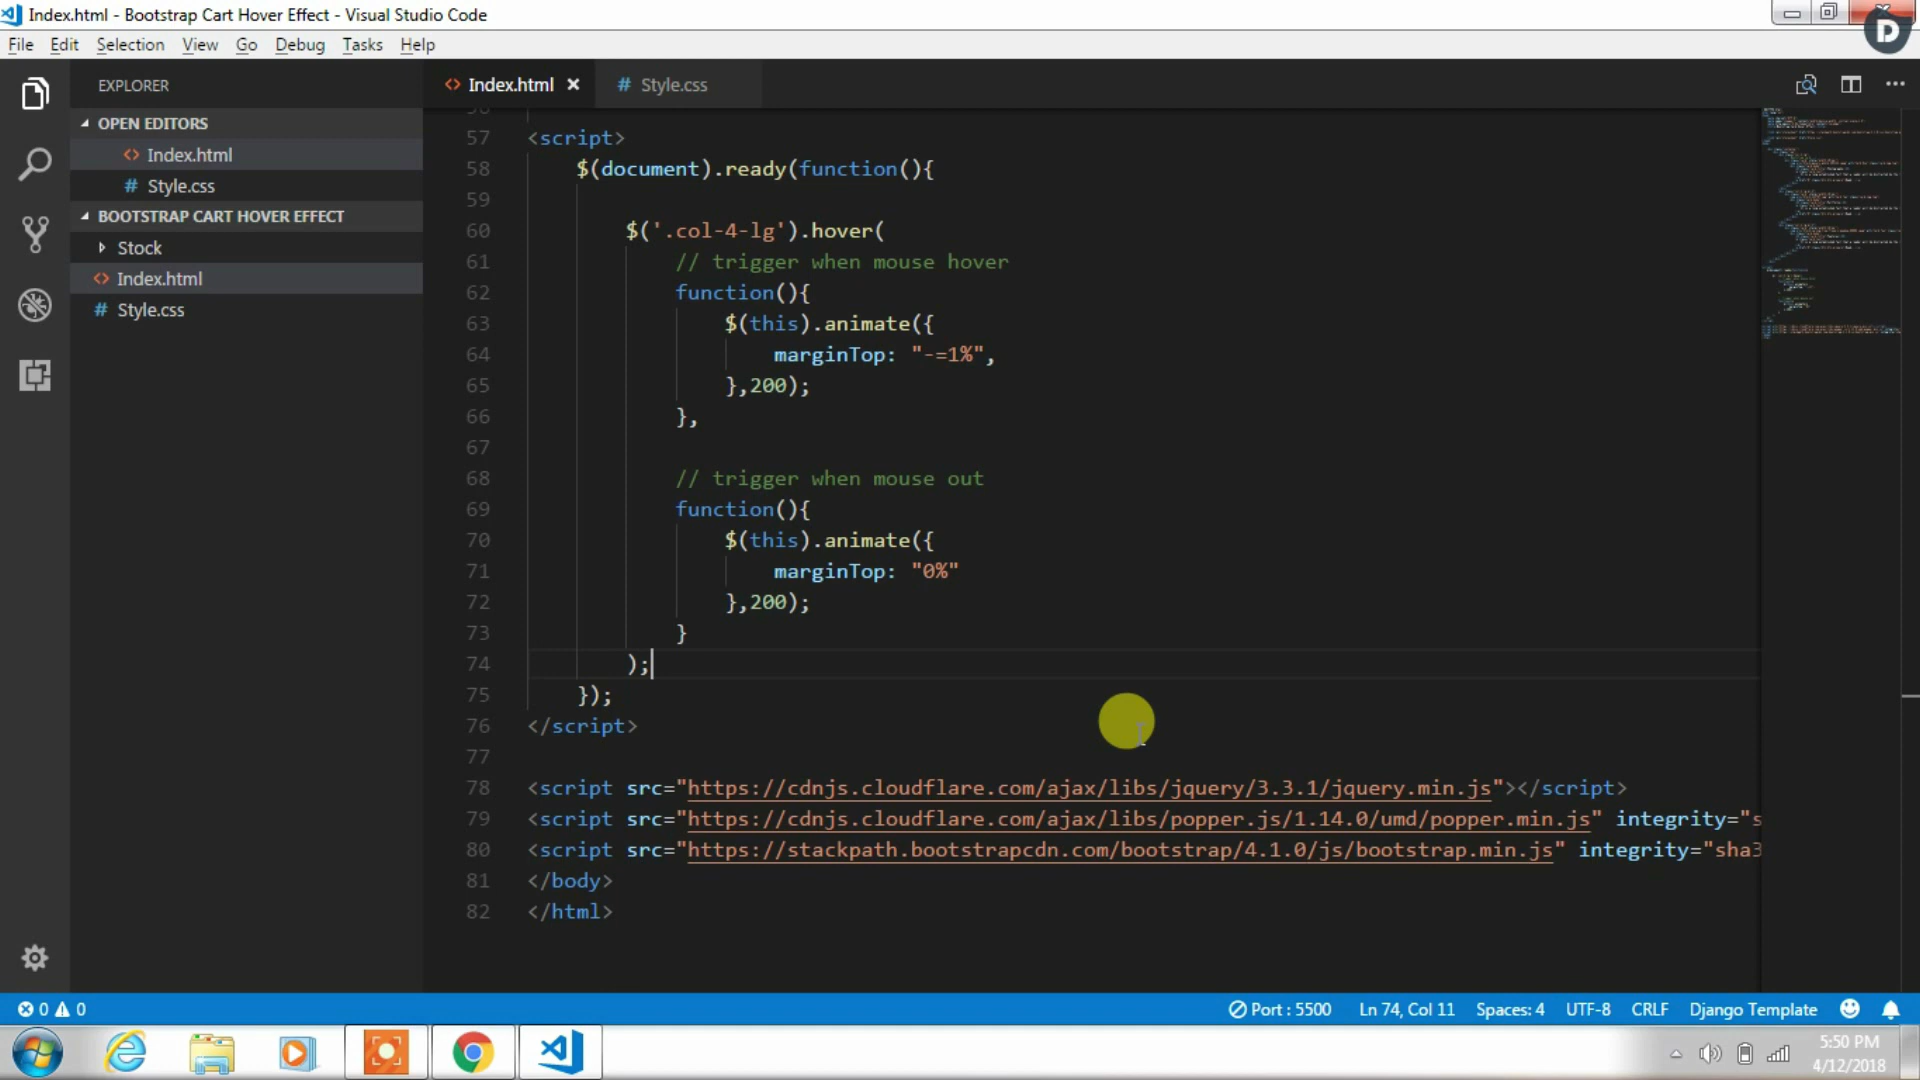 Index.html - Bootstrap Cart Hover Effect - Visual Studio Code
D
File Edit Selection View Go Debug Tasks Help
EXPLORER
OPEN EDITORS
<> Index.html
# Style.css
BOOTSTRAP CART HOVER EFFECT
Stock
<> Index.html
# Style.css
<> Index.html
# Style.css
57 <script>
58 $(document).ready(function(){
59
60 $('.col-4-lg').hover(
61 // trigger when mouse hover
62 function(){
63 $(this).animate({
64 marginTop: "-=1%",
65 },200);
66 },
67
68 // trigger when mouse out
69 function(){
70 $(this).animate({
71 marginTop: "0%"
72 },200);
73 }
74 );
75 });
76 </script>
77
78 <script src="https://cdnjs.cloudflare.com/ajax/libs/jquery/3.3.1/jquery.min.js"></script>
79 <script src="https://cdnjs.cloudflare.com/ajax/libs/popper.js/1.14.0/umd/popper.min.js" integrity="s
80 <script src="https://stackpath.bootstrapcdn.com/bootstrap/4.1.0/js/bootstrap.min.js" integrity="sha3
81 </body>
82 </html>
0 0
Port : 5500 Ln 74, Col 11 Spaces: 4 UTF-8 CRLF Django Template
5:50 PM
4/12/2018